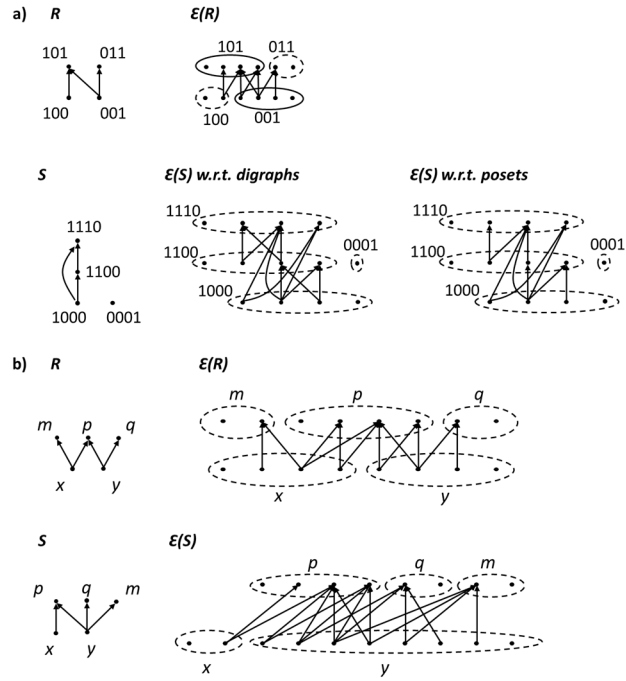 a) R Ɛ(R)
101 011 101 011
100 001 100 001
S Ɛ(S) w.r.t. digraphs Ɛ(S) w.r.t. posets
1110 1110 1110
1100 1100 0001 1100 0001
1000 0001 1000 1000
b) R Ɛ(R)
m p q m p q
x y x y
S Ɛ(S)
p q m p q m
x y x y